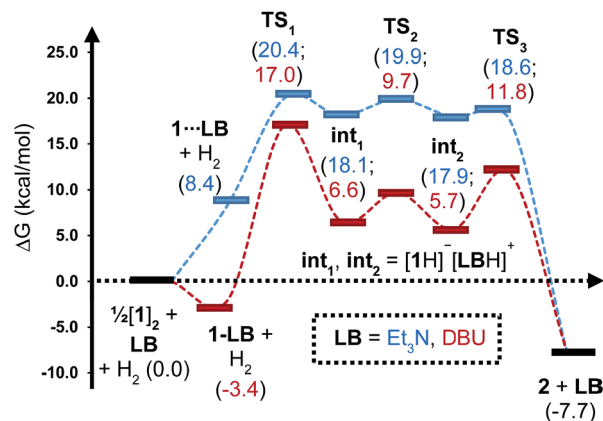 TS₁
(20.4;
17.0)
TS₂
(19.9;
9.7)
TS₃
(18.6;
11.8)
25.0
20.0
15.0
10.0
5.0
0.0
-5.0
-10.0
ΔG (kcal/mol)
1···LB
+ H₂
(8.4)
int₁
(18.1;
6.6)
int₂
(17.9;
5.7)
int₁, int₂ = [1H]⁻[LBH]⁺
½[1]₂ +
LB
+ H₂ (0.0)
1-LB +
H₂
(-3.4)
LB = Et₃N, DBU
2 + LB
(-7.7)